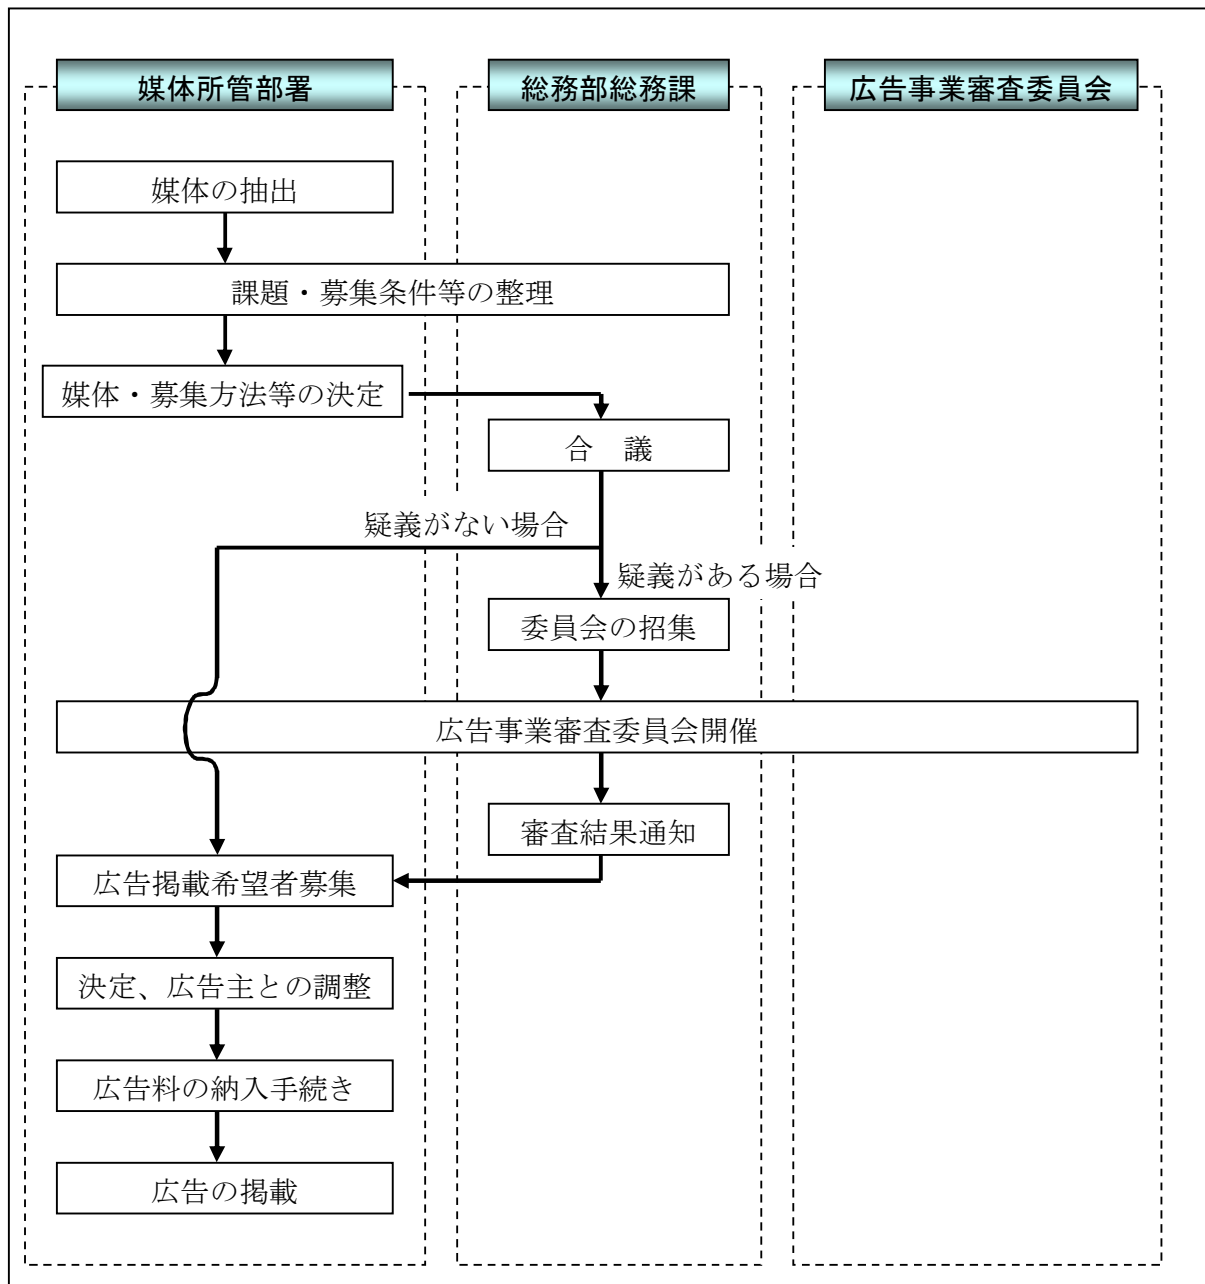 媒体所管部署
総務部総務課
広告事業審査委員会
媒体の抽出
課題・募集条件等の整理
媒体・募集方法等の決定
合　議
疑義がない場合
疑義がある場合
委員会の招集
広告事業審査委員会開催
審査結果通知
広告掲載希望者募集
決定、広告主との調整
広告料の納入手続き
広告の掲載